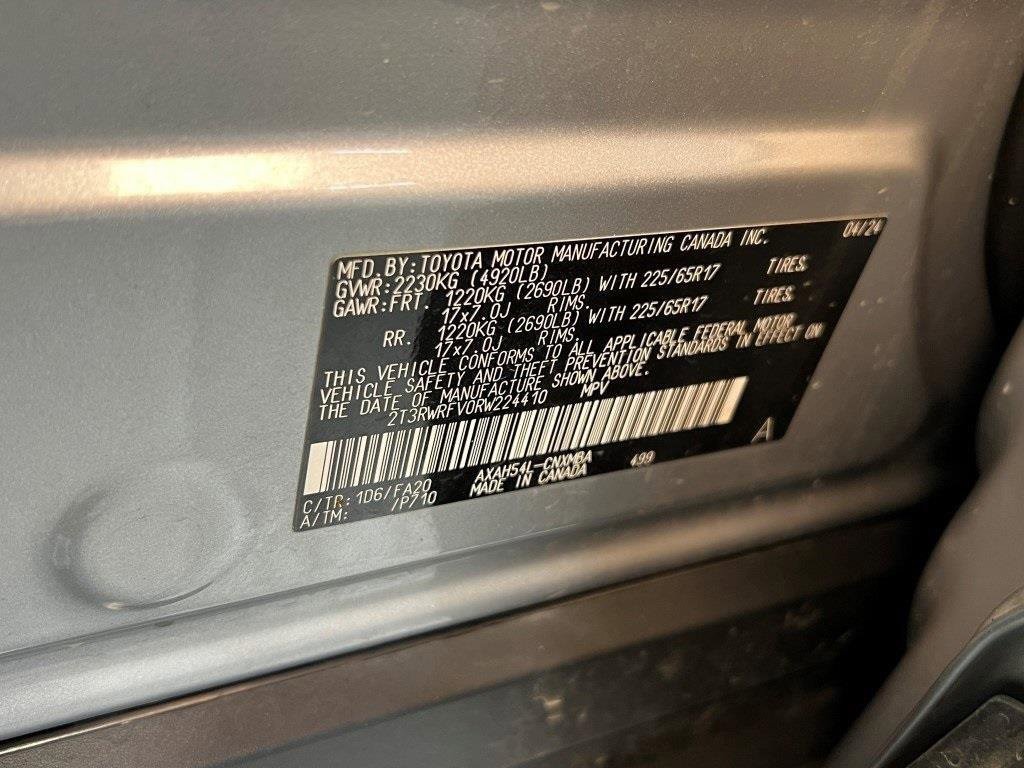 MFD. BY: TOYOTA MOTOR MANUFACTURING CANADA INC. 04/24
GVWR: 2230KG (4920LB)
GAWR: FRT. 1220KG (2690LB) WITH 225/65R17 TIRES.
17x7.0J RIMS.
RR. 1220KG (2690LB) WITH 225/65R17 TIRES.
17x7.0J RIMS.
THIS VEHICLE CONFORMS TO ALL APPLICABLE FEDERAL MOTOR
VEHICLE SAFETY AND THEFT PREVENTION STANDARDS IN EFFECT ON
THE DATE OF MANUFACTURE SHOWN ABOVE.
2T3RWRFV0RW224410 MPV
A
C/TR: 1D6/FA20 AXAH54L-CNXMBA 499
A/TM: /P710 MADE IN CANADA